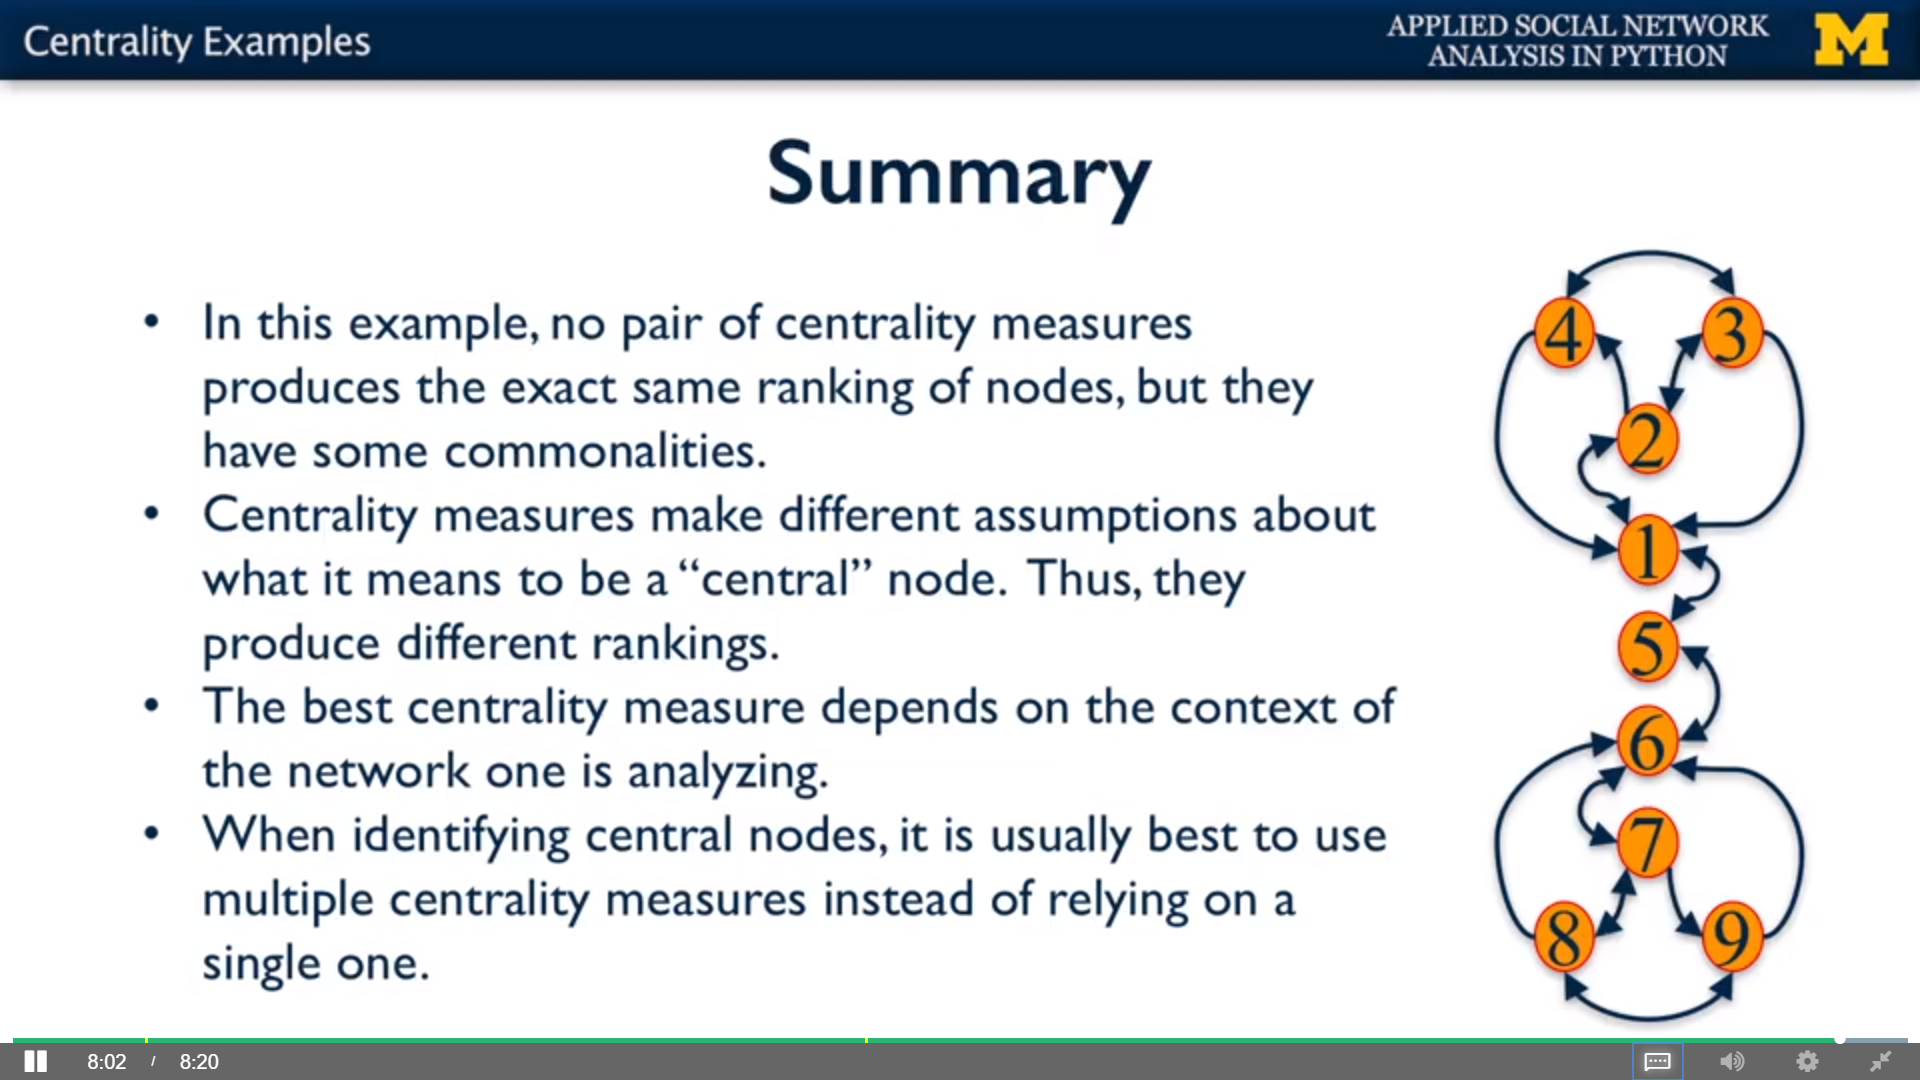 Centrality Examples
APPLIED SOCIAL NETWORK
ANALYSIS IN PYTHON
M
Summary
• In this example, no pair of centrality measures
produces the exact same ranking of nodes, but they
have some commonalities.
• Centrality measures make different assumptions about
what it means to be a “central” node. Thus, they
produce different rankings.
• The best centrality measure depends on the context of
the network one is analyzing.
• When identifying central nodes, it is usually best to use
multiple centrality measures instead of relying on a
single one.
4 3
2
1
5
6
7
8 9
8:02 / 8:20